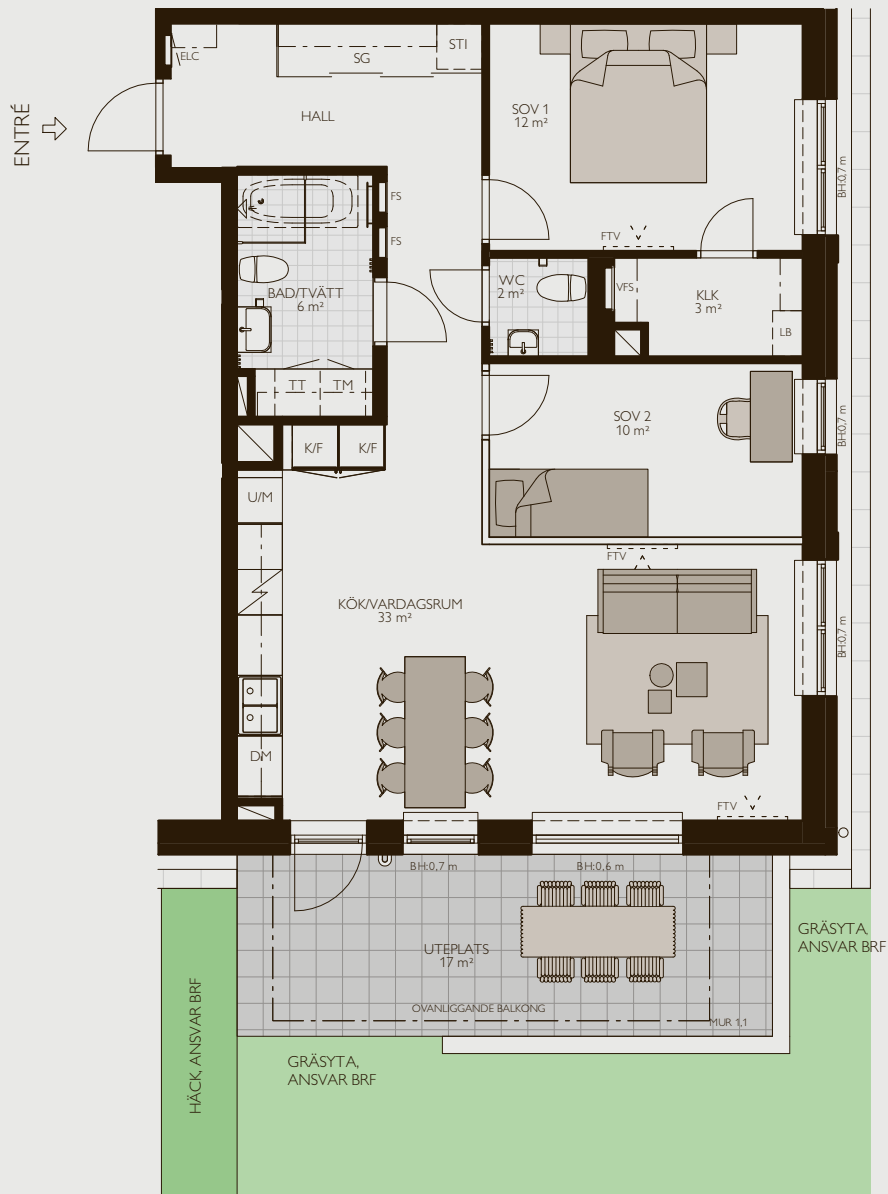 ENTRÉ
ELC
SG
STI
HALL
SOV 1
12 m²
BH:0,7 m
FS
FS
FTV
BAD/TVÄTT
6 m²
WC
2 m²
VFS
KLK
3 m²
LB
TT
TM
SOV 2
10 m²
BH:0,7 m
K/F
K/F
U/M
FTV
KÖK/VARDAGSRUM
33 m²
BH:0,7 m
DM
FTV
BH:0,7 m
BH:0,6 m
UTEPLATS
17 m²
OVANLIGGANDE BALKONG
MUR 1,1
GRÄSYTA,
ANSVAR BRF
HÄCK, ANSVAR BRF
GRÄSYTA,
ANSVAR BRF